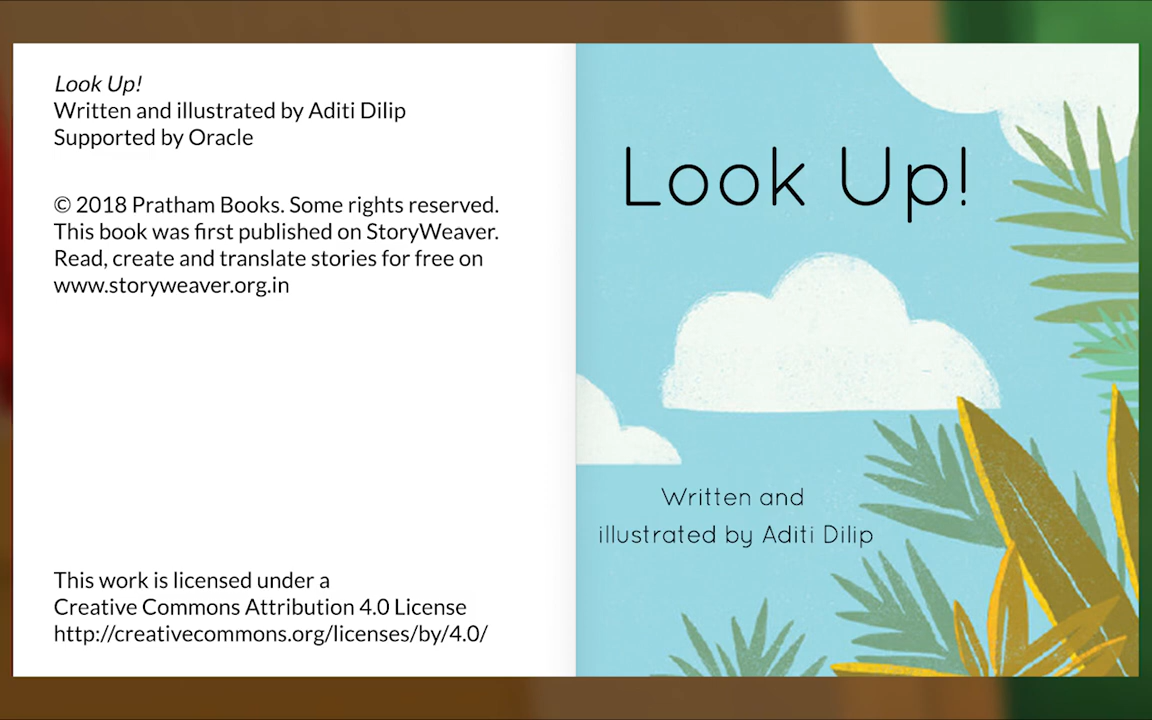 Look Up!
Written and illustrated by Aditi Dilip
Supported by Oracle
© 2018 Pratham Books. Some rights reserved.
This book was first published on StoryWeaver.
Read, create and translate stories for free on
www.storyweaver.org.in
This work is licensed under a
Creative Commons Attribution 4.0 License
http://creativecommons.org/licenses/by/4.0/
Look Up!
Written and
illustrated by Aditi Dilip